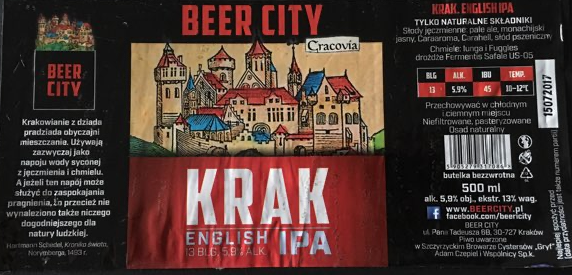 BEER
CITY
Krakowianie z dziada
pradziada obyczajni
mieszczanie. Używają
zazwyczaj jako
napoju wody syconej
z jęczmienia i chmielu.
A jeżeli ten napój może
służyć do zaspokajania
pragnienia, to przecież nie
wynaleziono także niczego
dogodniejszego dla
natury ludzkiej.
Hartmann Schedel, Kronika świata,
Norymberga, 1493 r.
BEER CITY
Cracovia
KRAK
ENGLISH IPA
13 BLG, 5,9% ALK.
KRAK. ENGLISH IPA
TYLKO NATURALNE SKŁADNIKI
Słody jęczmienne: pale ale, monachijski
jasny, Cararoma, Carahell, słód pszeniczny
Chmiele: Iunga i Fuggles
drożdże Fermentis Safale US-05
BLG ALK. IBU TEMP.
13 5,9% 45 10-12°C
15072017
Przechowywać w chłodnym
i ciemnym miejscu
Niefiltrowane, pasteryzowane
Osad naturalny
butelka bezzwrotna
500 ml
alk. 5,9% obj., ekstr. 13% wag.
www.BEERCITY.pl
facebook.com/beercity
BEER CITY
ul. Pana Tadeusza 6B, 30-727 Kraków
Piwo uwarzone
w Szczyrzyckim Browarze Cystersów „Gryf”
Adam Czepiel i Wspólnicy Sp.k.
Najlepiej spożyć przed